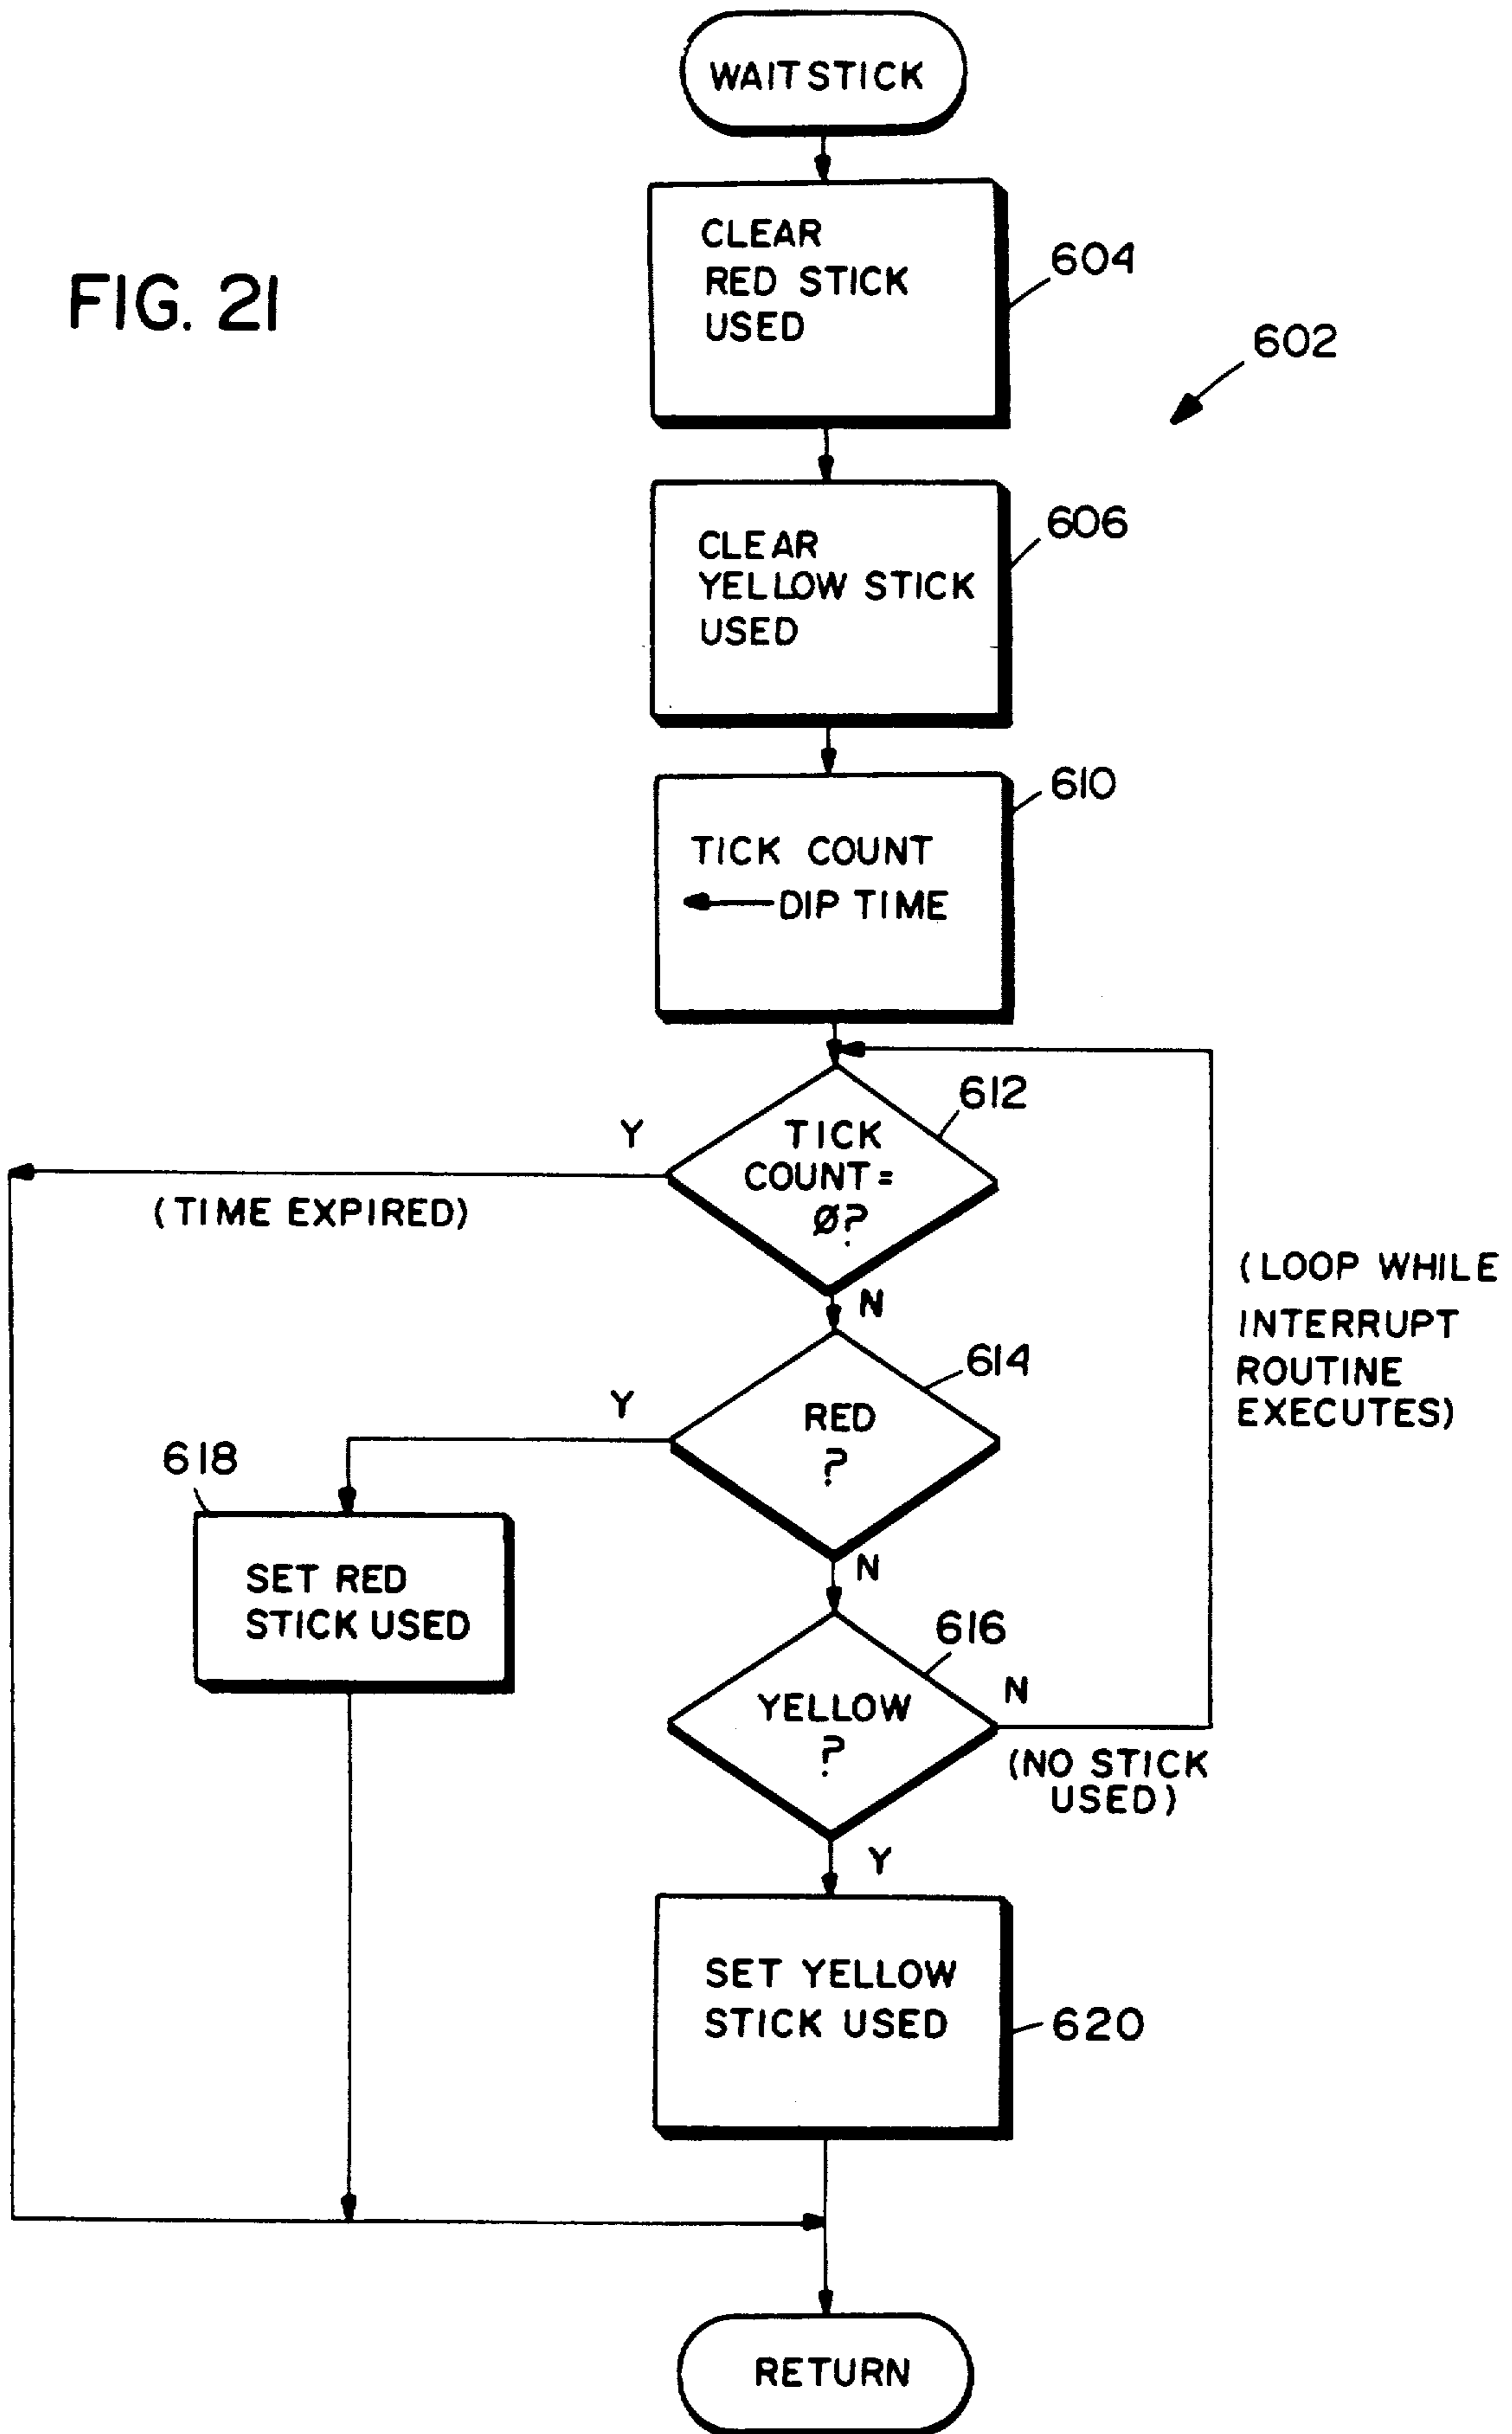 WAIT STICK
CLEAR
RED STICK
USED
604
FIG. 21
602
CLEAR
YELLOW STICK
USED
606
610
TICK COUNT
DIP TIME
612
TICK
COUNT =
Ø?
Y
(TIME EXPIRED)
N
(LOOP WHILE
INTERRUPT
ROUTINE
EXECUTES)
614
RED
?
Y
618
SET RED
STICK USED
N
616
YELLOW
?
N
(NO STICK
USED)
Y
SET YELLOW
STICK USED
620
RETURN